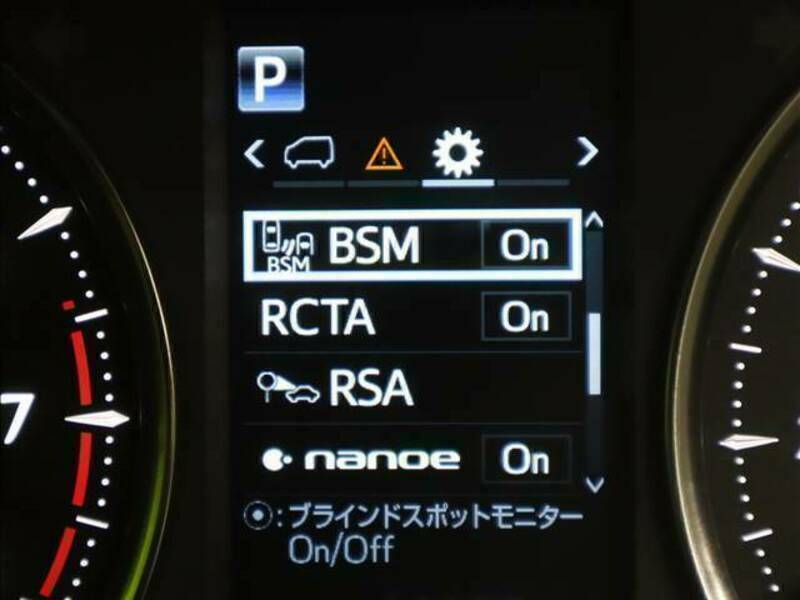 P
BSM BSM On
RCTA On
RSA
7
nanoe On
:ブラインドスポットモニター
On/Off